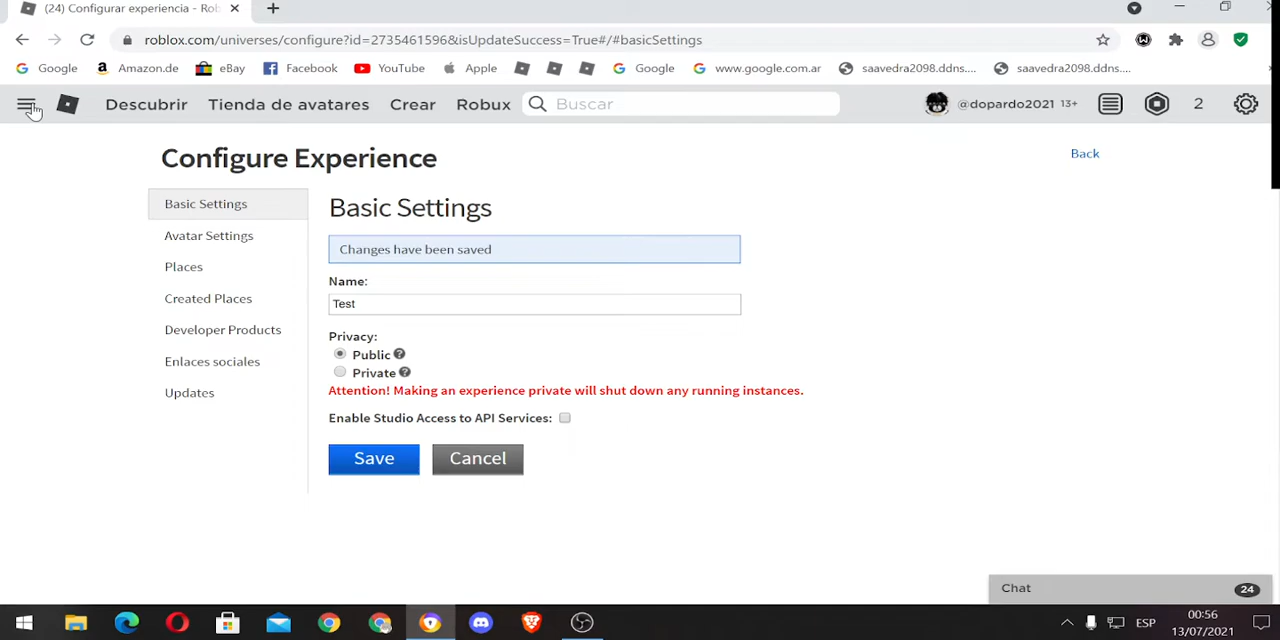 (24) Configurar experiencia - Rob
roblox.com/universes/configure?id=2735461596&isUpdateSuccess=True#/#basicSettings
Google Amazon.de eBay Facebook YouTube Apple Google www.google.com.ar saavedra2098.ddns.... saavedra2098.ddns....
Descubrir Tienda de avatares Crear Robux Buscar @dopardo2021 13+ 2
Configure Experience
Back
Basic Settings
Avatar Settings
Places
Created Places
Developer Products
Enlaces sociales
Updates
Basic Settings
Changes have been saved
Name:
Test
Privacy:
Public
Private
Attention! Making an experience private will shut down any running instances.
Enable Studio Access to API Services:
Save Cancel
Chat 24
ESP
00:56
13/07/2021